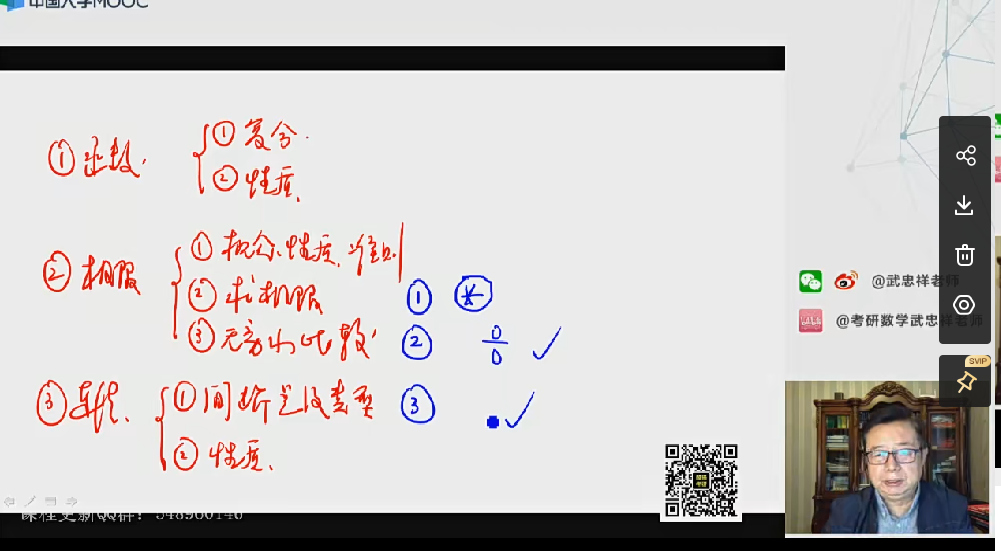 中国大学MOOC
①函数. ①复合.
②性质.
②极限 ①概念、性质、准则
②求极限 ① *
③无穷小比较. ② 0/0 ✓
③连续. ①间断点及类型 ③ ✓
②性质.
@武忠祥老师
@考研数学武忠祥老师
SVIP
课程更新QQ群：548960146